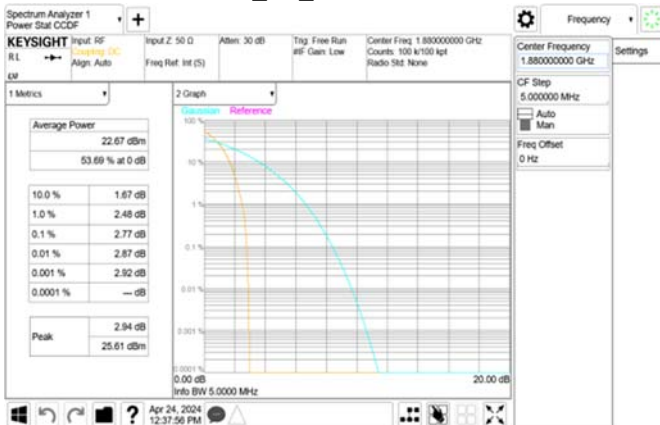 Spectrum Analyzer 1
Power Stat CCDF
Frequency
KEYSIGHT
RL
Input: RF
Coupling: DC
Align: Auto
Input Z: 50 Ω
Freq Ref: Int (S)
Atten: 30 dB
Trig: Free Run
#IF Gain: Low
Center Freq: 1.880000000 GHz
Counts: 100 k/100 kpt
Radio Std: None
Center Frequency
1.880000000 GHz
Settings
CF Step
5.000000 MHz
Auto
Man
Freq Offset
0 Hz
1 Metrics
Average Power
22.67 dBm
53.69 % at 0 dB
10.0 % 1.67 dB
1.0 % 2.48 dB
0.1 % 2.77 dB
0.01 % 2.87 dB
0.001 % 2.92 dB
0.0001 % --- dB
Peak
2.94 dB
25.61 dBm
2 Graph
Gaussian Reference
100 %
10 %
1 %
0.1 %
0.01 %
0.001 %
0.0001 %
0.00 dB 20.00 dB
Info BW 5.0000 MHz
Apr 24, 2024
12:37:56 PM